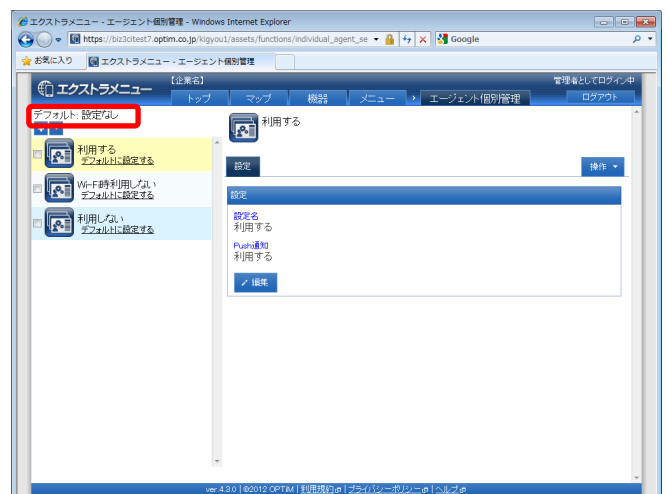 エクストラメニュー - エージェント個別管理 - Windows Internet Explorer
https://biz3citest7.optim.co.jp/kigyou1/assets/functions/individual_agent_se
Google
お気に入り
エクストラメニュー - エージェント個別管理
エクストラメニュー
【企業名】
管理者としてログイン中
トップ
マップ
機器
メニュー
エージェント個別管理
ログアウト
デフォルト: 設定なし
利用する
デフォルトに設定する
Wi-Fi時利用しない
デフォルトに設定する
利用しない
デフォルトに設定する
利用する
設定
操作
設定
設定名
利用する
Push通知
利用する
編集
ver.4.3.0 | ©2012 OPTiM | 利用規約 | プライバシーポリシー | ヘルプ